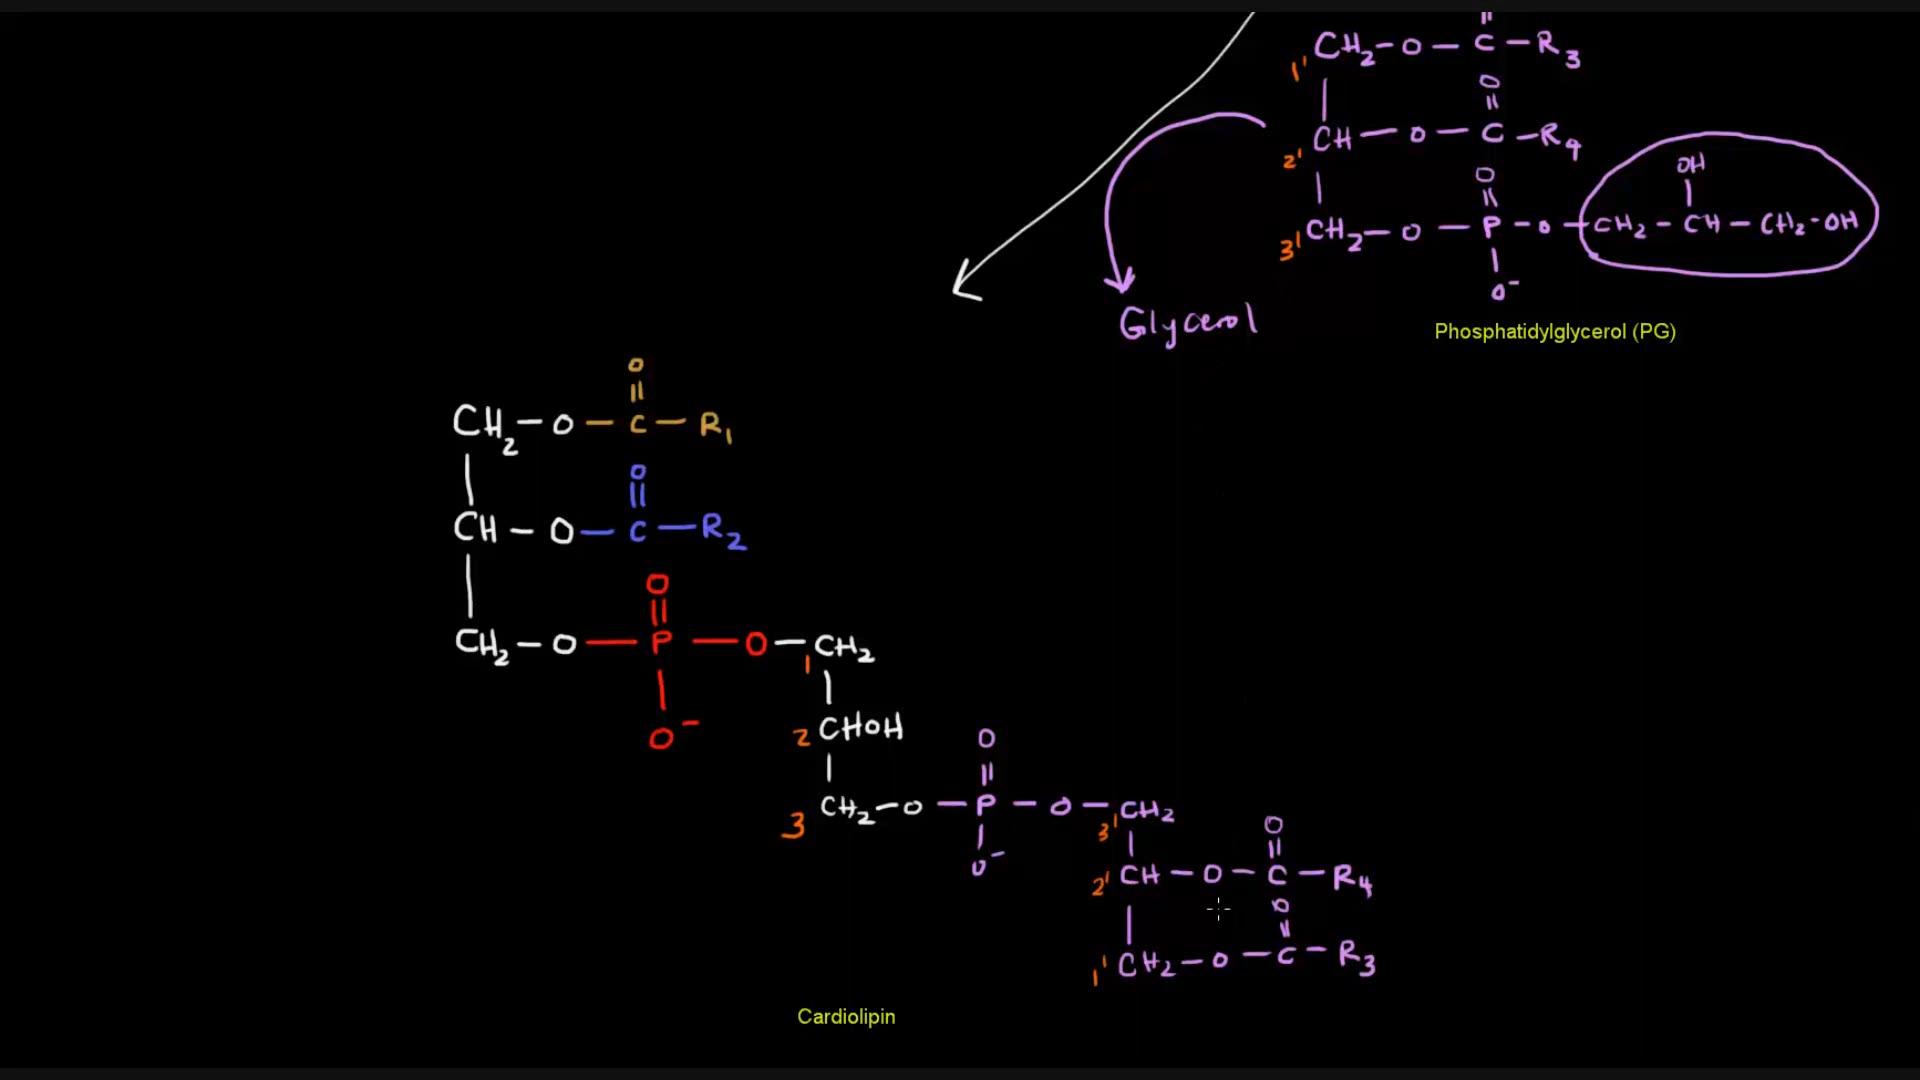 CH2-O-C-R3
1'
O
CH-O-C-R4
2'
O
OH
CH2-O-P-O-CH2-CH-CH2-OH
3'
O-
Glycerol
Phosphatidylglycerol (PG)
O
CH2-O-C-R1
O
CH-O-C-R2
O
CH2-O-P-O-CH2
1
O-
2 CHOH
O
3 CH2-O-P-O-CH2
3'
O-
O
2' CH-O-C-R4
O
1' CH2-O-C-R3
Cardiolipin